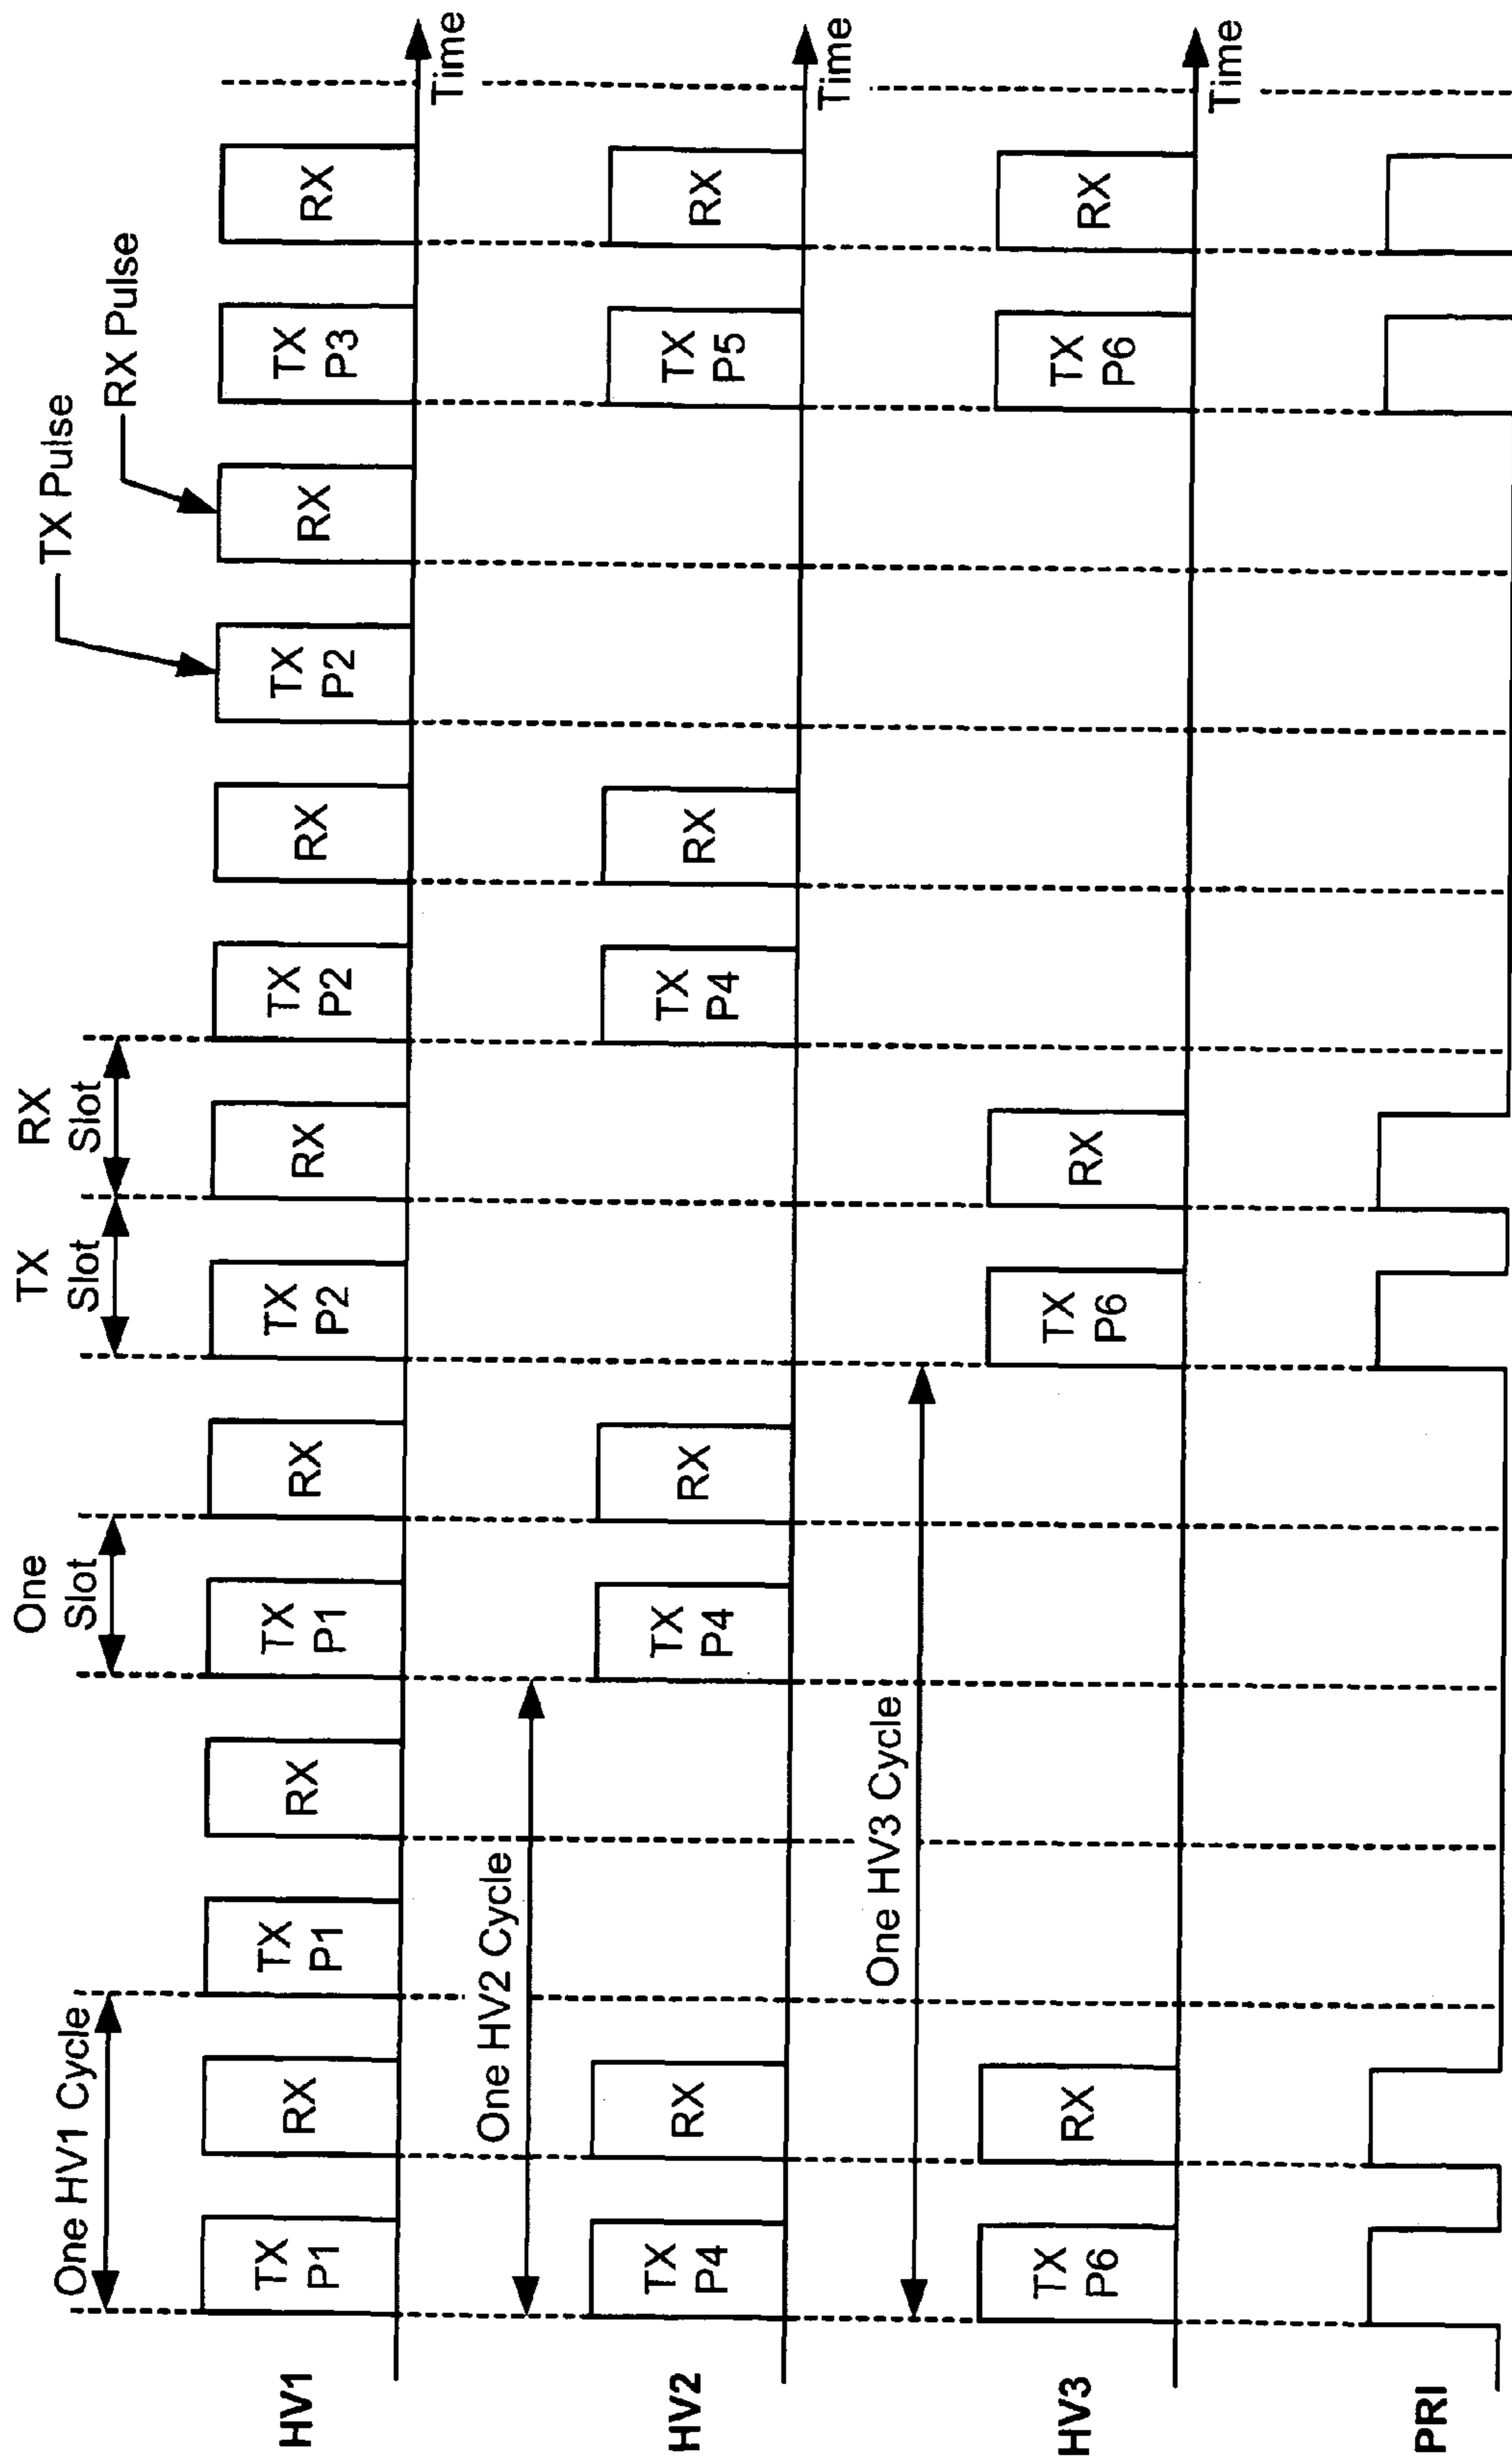 One HV1 Cycle
One
Slot
TX
Slot
RX
Slot
TX Pulse
RX Pulse
HV1
TX
P1
RX
TX
P1
RX
TX
P1
RX
TX
P2
RX
TX
P2
RX
TX
P2
RX
TX
P3
RX
Time
One HV2 Cycle
HV2
TX
P4
RX
TX
P4
RX
TX
P4
RX
TX
P5
RX
Time
One HV3 Cycle
HV3
TX
P6
RX
TX
P6
RX
TX
P6
RX
Time
PRI